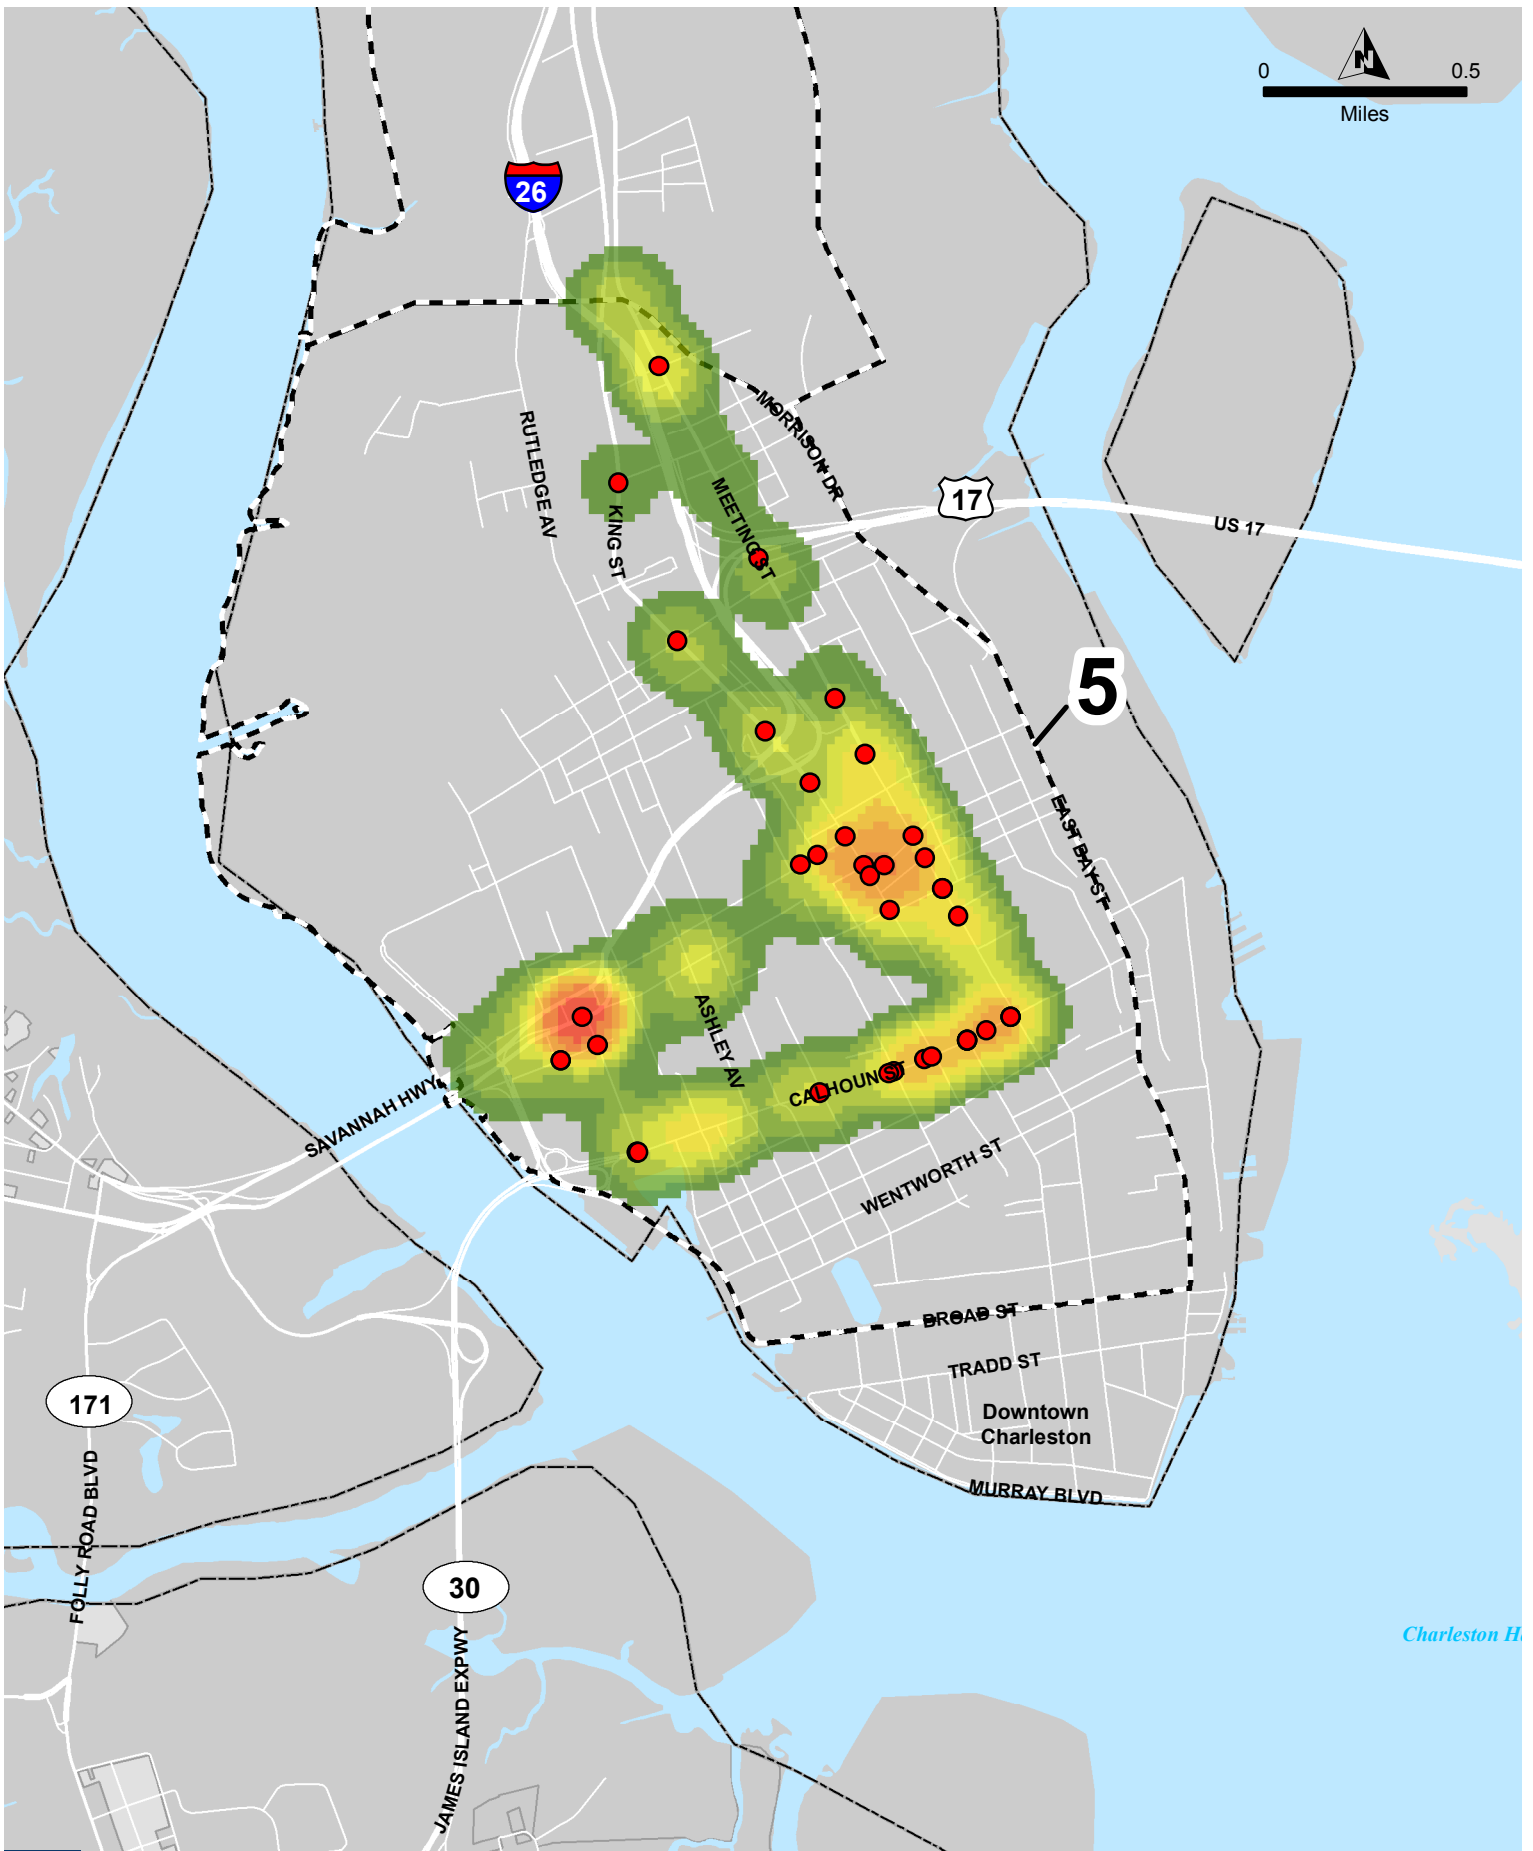 N
0 0.5
Miles
26
MORRISON DR
RUTLEDGE AV
KING ST
MEETING ST
17
US 17
5
EAST BAY ST
ASHLEY AV
CALHOUN ST
SAVANNAH HWY
WENTWORTH ST
BROAD ST
TRADD ST
Downtown
Charleston
MURRAY BLVD
171
FOLLY ROAD BLVD
30
JAMES ISLAND EXPWY
Charleston